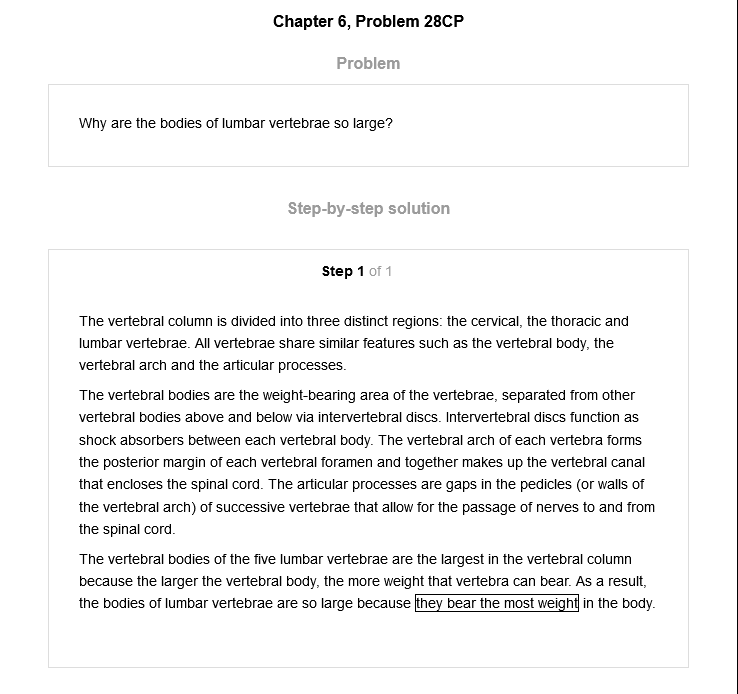 Chapter 6, Problem 28CP
Problem
Why are the bodies of lumbar vertebrae so large?
Step-by-step solution
Step 1 of 1
The vertebral column is divided into three distinct regions: the cervical, the thoracic and
lumbar vertebrae. All vertebrae share similar features such as the vertebral body, the
vertebral arch and the articular processes.
The vertebral bodies are the weight-bearing area of the vertebrae, separated from other
vertebral bodies above and below via intervertebral discs. Intervertebral discs function as
shock absorbers between each vertebral body. The vertebral arch of each vertebra forms
the posterior margin of each vertebral foramen and together makes up the vertebral canal
that encloses the spinal cord. The articular processes are gaps in the pedicles (or walls of
the vertebral arch) of successive vertebrae that allow for the passage of nerves to and from
the spinal cord.
The vertebral bodies of the five lumbar vertebrae are the largest in the vertebral column
because the larger the vertebral body, the more weight that vertebra can bear. As a result,
the bodies of lumbar vertebrae are so large because they bear the most weight in the body.